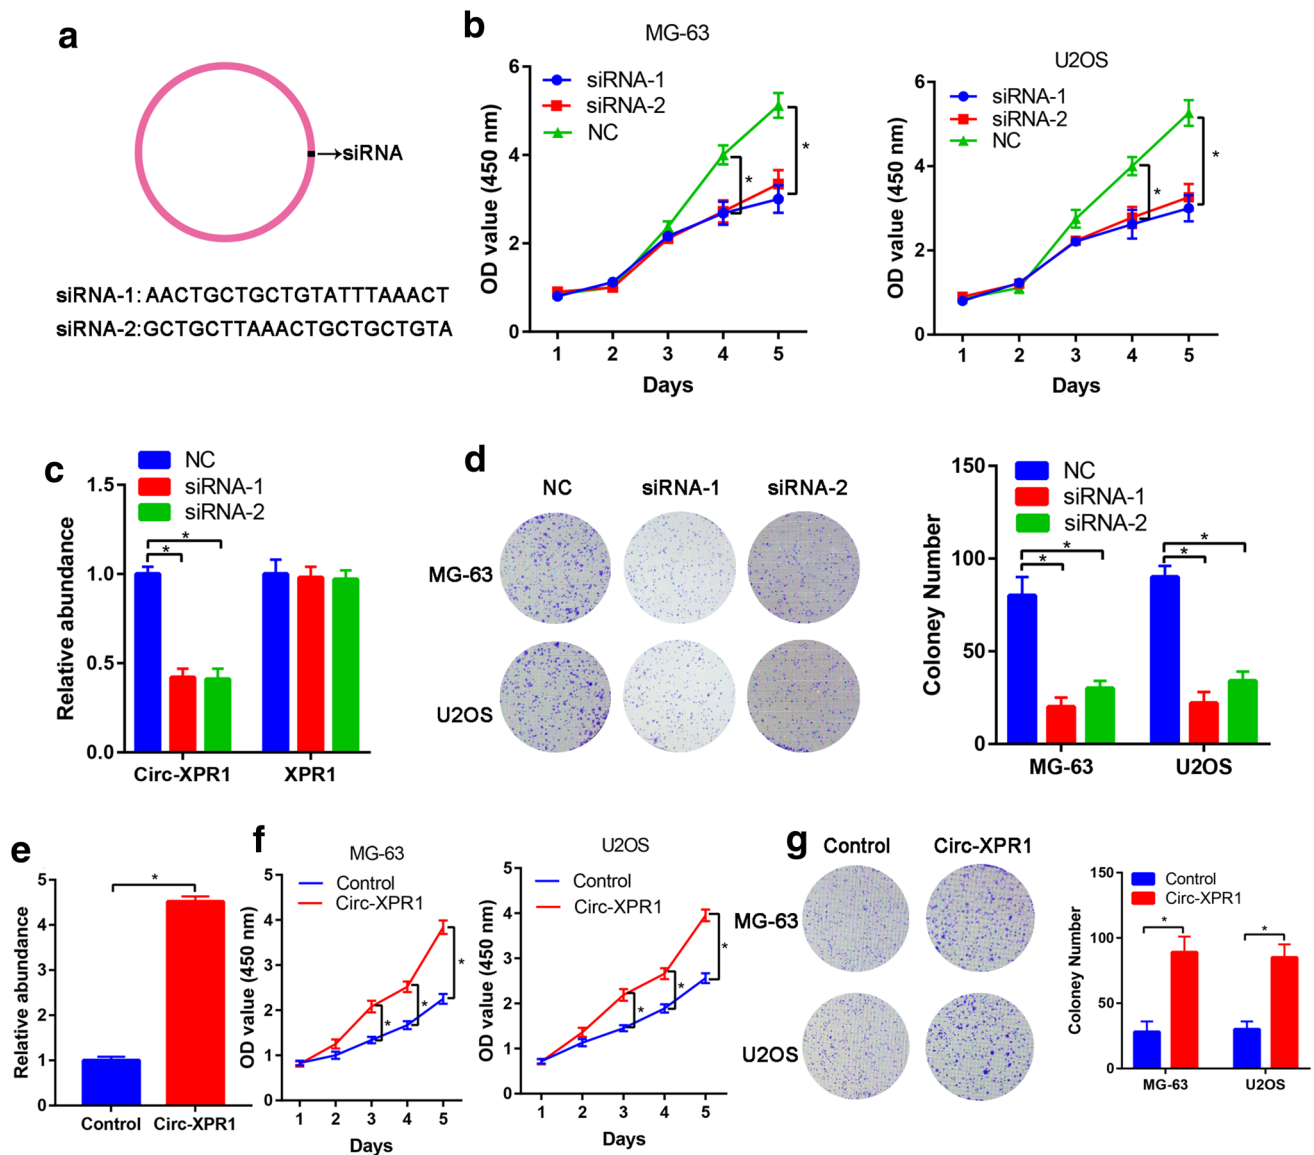 a
siRNA
siRNA-1: AACTGCTGCTGTATTTAAACT
siRNA-2:GCTGCTTAAACTGCTGCTGTA
b
MG-63
siRNA-1
siRNA-2
NC
OD value (450 nm)
6
4
2
0
1 2 3 4 5
Days
*
*
U2OS
siRNA-1
siRNA-2
NC
OD value (450 nm)
6
4
2
0
1 2 3 4 5
Days
*
*
c
NC
siRNA-1
siRNA-2
Relative abundance
1.5
1.0
0.5
0.0
*
*
Circ-XPR1 XPR1
d
NC siRNA-1 siRNA-2
MG-63
U2OS
NC
siRNA-1
siRNA-2
Coloney Number
150
100
50
0
*
*
*
*
MG-63 U2OS
e
Relative abundance
5
4
3
2
1
0
*
Control Circ-XPR1
f
MG-63
Control
Circ-XPR1
OD value (450 nm)
5
4
3
2
1
0
1 2 3 4 5
Days
*
*
*
U2OS
Control
Circ-XPR1
OD value (450 nm)
5
4
3
2
1
0
1 2 3 4 5
Days
*
*
*
g
Control Circ-XPR1
MG-63
U2OS
Control
Circ-XPR1
Coloney Number
150
100
50
0
*
*
MG-63 U2OS